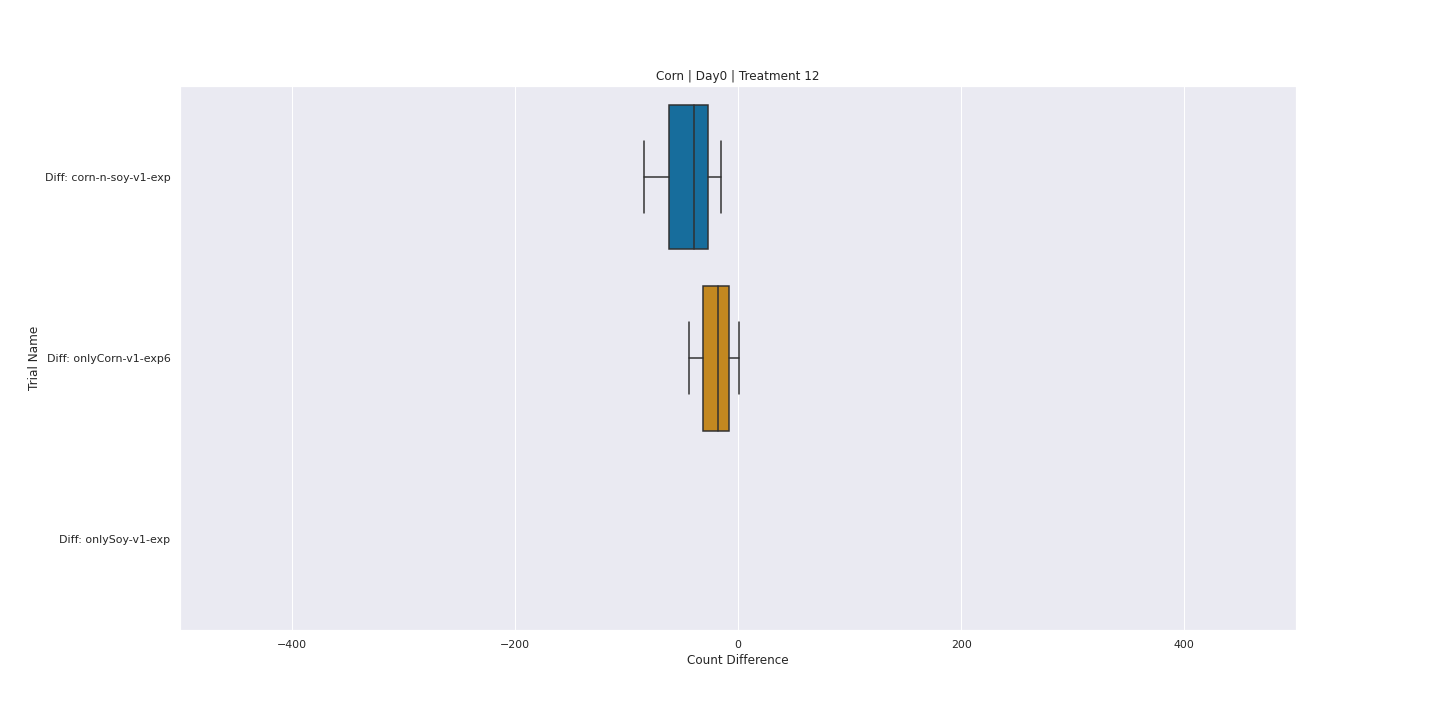 Corn | Day0 | Treatment 12
Trial Name
Diff: corn-n-soy-v1-exp
Diff: onlyCorn-v1-exp6
Diff: onlySoy-v1-exp
−400
−200
0
200
400
Count Difference